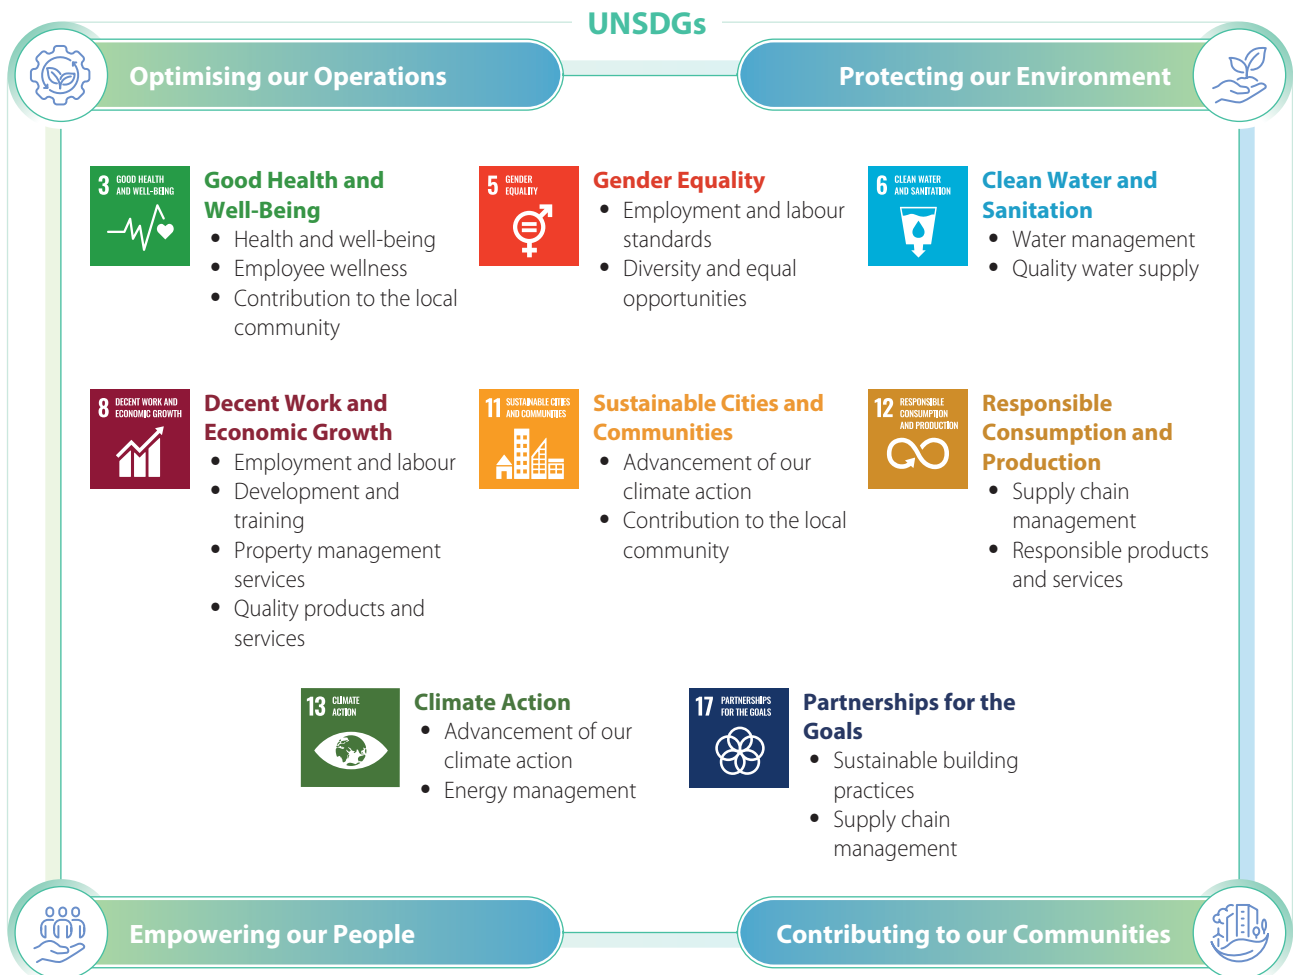 UNSDGs
Optimising our Operations
Protecting our Environment
3 GOOD HEALTH
AND WELL-BEING
Good Health and
Well-Being
• Health and well-being
• Employee wellness
• Contribution to the local
community
5 GENDER
EQUALITY
Gender Equality
• Employment and labour
standards
• Diversity and equal
opportunities
6 CLEAN WATER
AND SANITATION
Clean Water and
Sanitation
• Water management
• Quality water supply
8 DECENT WORK AND
ECONOMIC GROWTH
Decent Work and
Economic Growth
• Employment and labour
• Development and
training
• Property management
services
• Quality products and
services
11 SUSTAINABLE CITIES
AND COMMUNITIES
Sustainable Cities and
Communities
• Advancement of our
climate action
• Contribution to the local
community
12 RESPONSIBLE
CONSUMPTION
AND PRODUCTION
Responsible
Consumption and
Production
• Supply chain
management
• Responsible products
and services
13 CLIMATE
ACTION
Climate Action
• Advancement of our
climate action
• Energy management
17 PARTNERSHIPS
FOR THE GOALS
Partnerships for the
Goals
• Sustainable building
practices
• Supply chain
management
Empowering our People
Contributing to our Communities